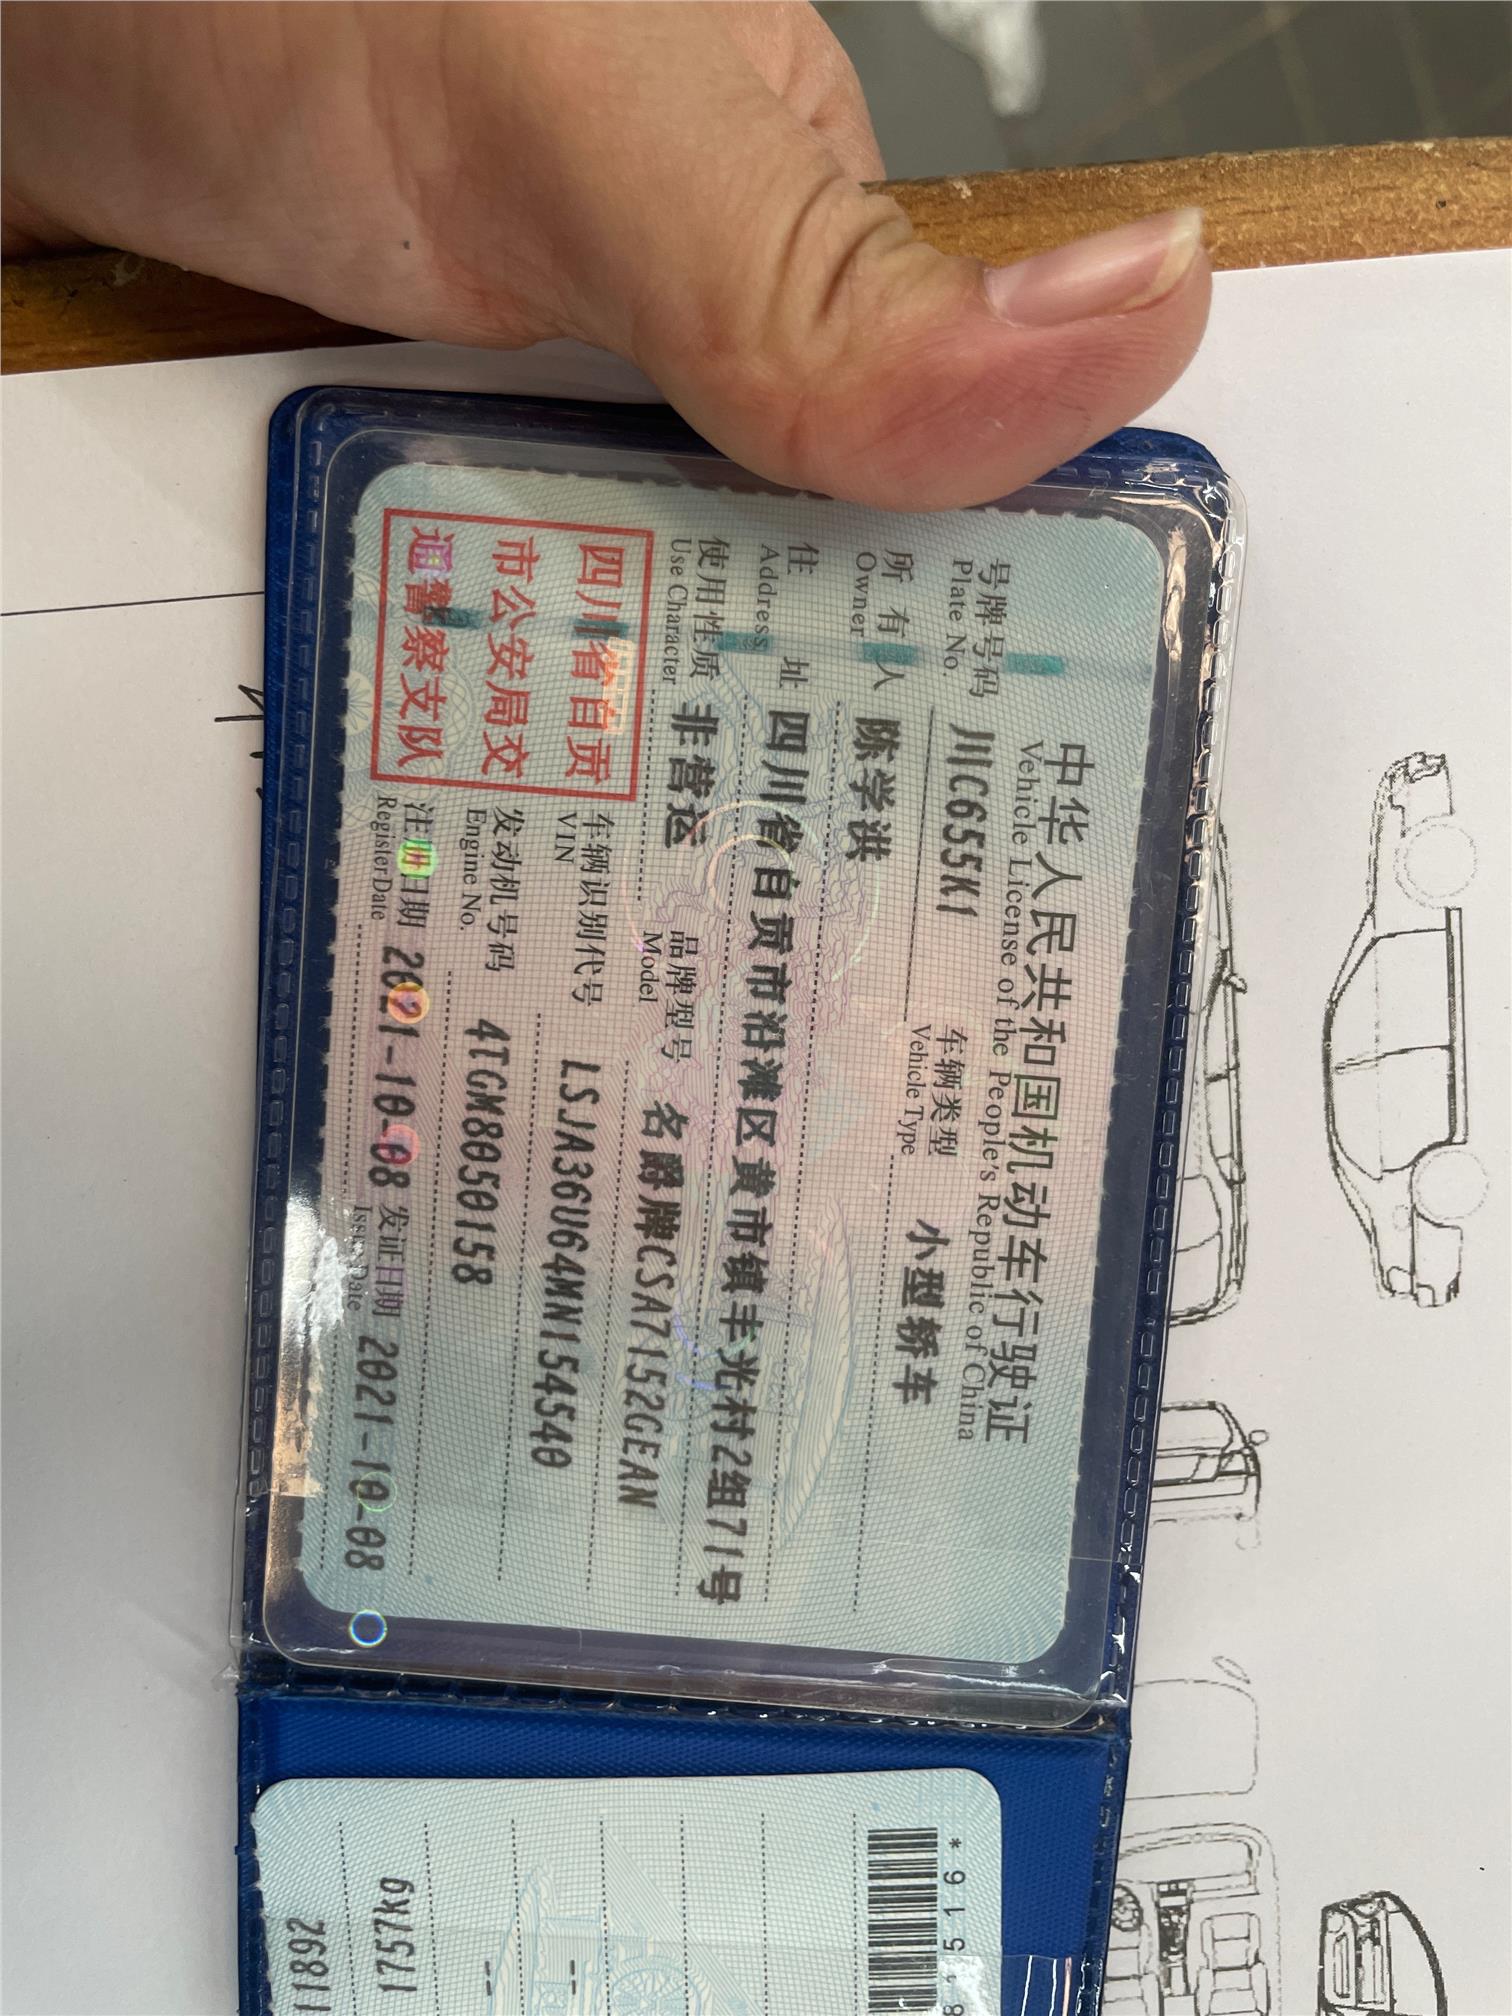 中华人民共和国机动车行驶证
Vehicle License of the People's Republic of China
号牌号码 川C655K1 车辆类型 小型轿车
Plate No. Vehicle Type
所有人 陈学洪
Owner
住址 四川省自贡市沿滩区黄市镇丰光村2组71号
Address
使用性质 非营运 品牌型号 名爵牌CSA7152GEAN
Use Character Model
四川省自贡
市公安局交
通警察支队
车辆识别代号 LSJA36U64MN154540
VIN
发动机号码 4TGM8050158
Engine No.
注册日期 2021-10-08 发证日期 2021-10-08
Register Date Issue Date
1757kg